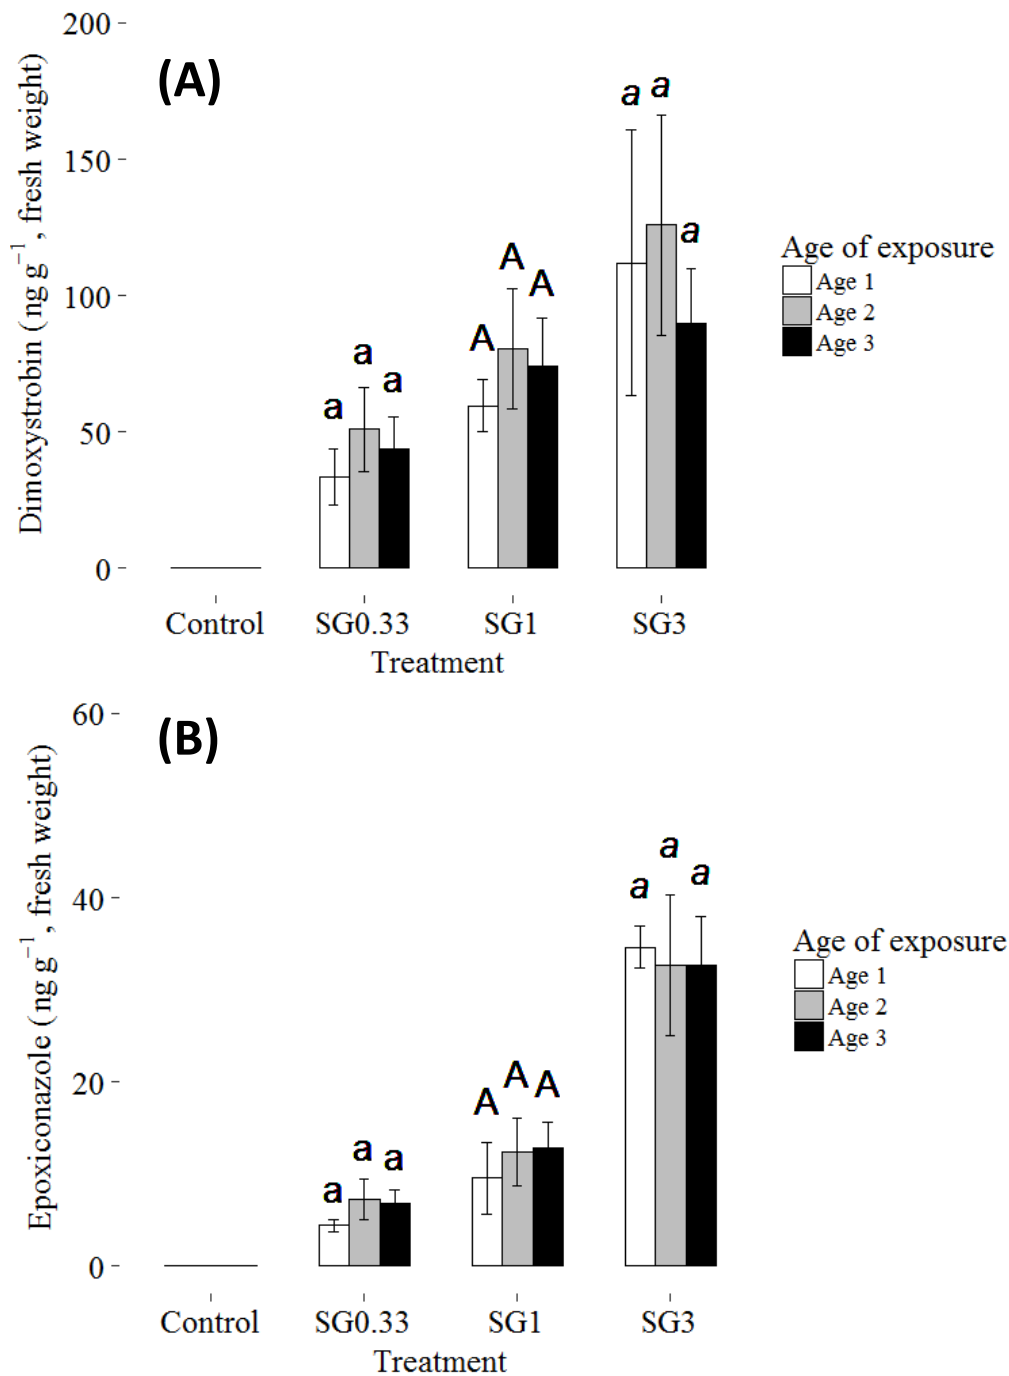 (A)
Dimoxystrobin ( ng g⁻¹ , fresh weight)
200
150
100
50
0
a a a
A A A
a a a
Control SG0.33 SG1 SG3
Treatment
Age of exposure
Age 1
Age 2
Age 3
(B)
Epoxiconazole ( ng g⁻¹, fresh weight)
60
40
20
0
a a a
A A A
a a a
Control SG0.33 SG1 SG3
Treatment
Age of exposure
Age 1
Age 2
Age 3